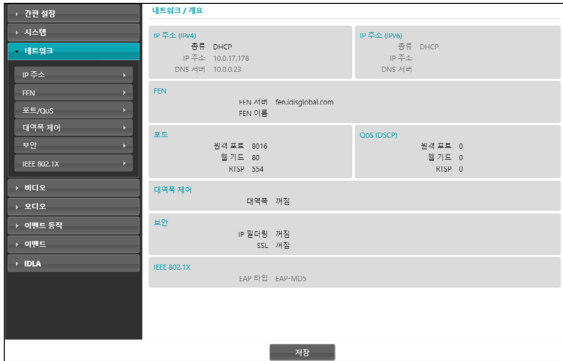 간편 설정
시스템
네트워크
IP 주소
FEN
포트/QoS
대역폭 제어
보안
IEEE 802.1X
비디오
오디오
이벤트 동작
이벤트
IDLA
네트워크 / 개요
IP 주소 (IPv4)
종류 DHCP
IP 주소 10.0.17.178
DNS 서버 10.0.0.23
IP 주소 (IPv6)
종류 DHCP
IP 주소
DNS 서버
FEN
FEN 서버 fen.idisglobal.com
FEN 이름
포트
원격 포트 8016
웹 기드 80
RTSP 554
QoS (DSCP)
원격 포트 0
웹 기드 0
RTSP 0
대역폭 제어
대역폭 꺼짐
보안
IP 필터링 꺼짐
SSL 꺼짐
IEEE 802.1X
EAP 타입 EAP-MD5
저장